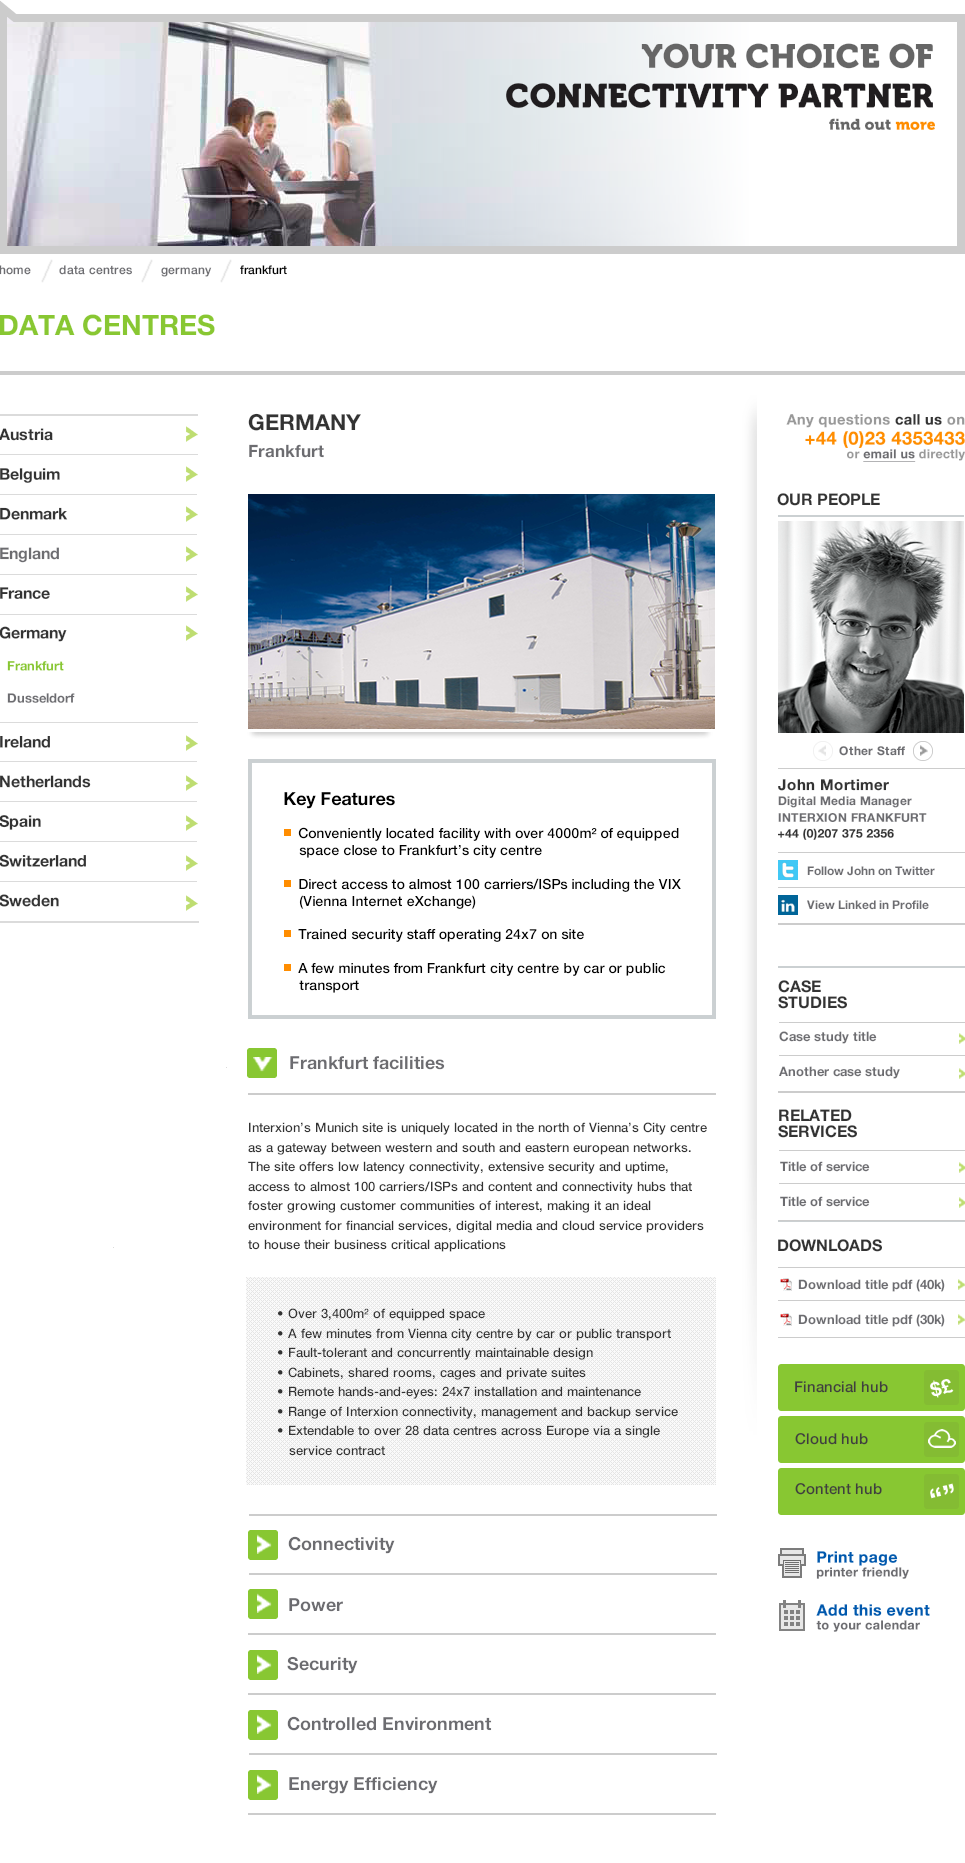 YOUR CHOICE OF
CONNECTIVITY PARTNER
find out more
home
data centres
germany
frankfurt
DATA CENTRES
Austria
Belguim
Denmark
England
France
Germany
Frankfurt
Dusseldorf
Ireland
Netherlands
Spain
Switzerland
Sweden
GERMANY
Frankfurt
Key Features
Conveniently located facility with over 4000m² of equipped
space close to Frankfurt's city centre
Direct access to almost 100 carriers/ISPs including the VIX
(Vienna Internet eXchange)
Trained security staff operating 24x7 on site
A few minutes from Frankfurt city centre by car or public
transport
Frankfurt facilities
Interxion's Munich site is uniquely located in the north of Vienna's City centre
as a gateway between western and south and eastern european networks.
The site offers low latency connectivity, extensive security and uptime,
access to almost 100 carriers/ISPs and content and connectivity hubs that
foster growing customer communities of interest, making it an ideal
environment for financial services, digital media and cloud service providers
to house their business critical applications
• Over 3,400m² of equipped space
• A few minutes from Vienna city centre by car or public transport
• Fault-tolerant and concurrently maintainable design
• Cabinets, shared rooms, cages and private suites
• Remote hands-and-eyes: 24x7 installation and maintenance
• Range of Interxion connectivity, management and backup service
• Extendable to over 28 data centres across Europe via a single
service contract
Connectivity
Power
Security
Controlled Environment
Energy Efficiency
Any questions call us on
+44 (0)23 4353433
or email us directly
OUR PEOPLE
Other Staff
John Mortimer
Digital Media Manager
INTERXION FRANKFURT
+44 (0)207 375 2356
Follow John on Twitter
View Linked in Profile
CASE
STUDIES
Case study title
Another case study
RELATED
SERVICES
Title of service
Title of service
DOWNLOADS
Download title pdf (40k)
Download title pdf (30k)
Financial hub
$£
Cloud hub
Content hub
Print page
printer friendly
Add this event
to your calendar